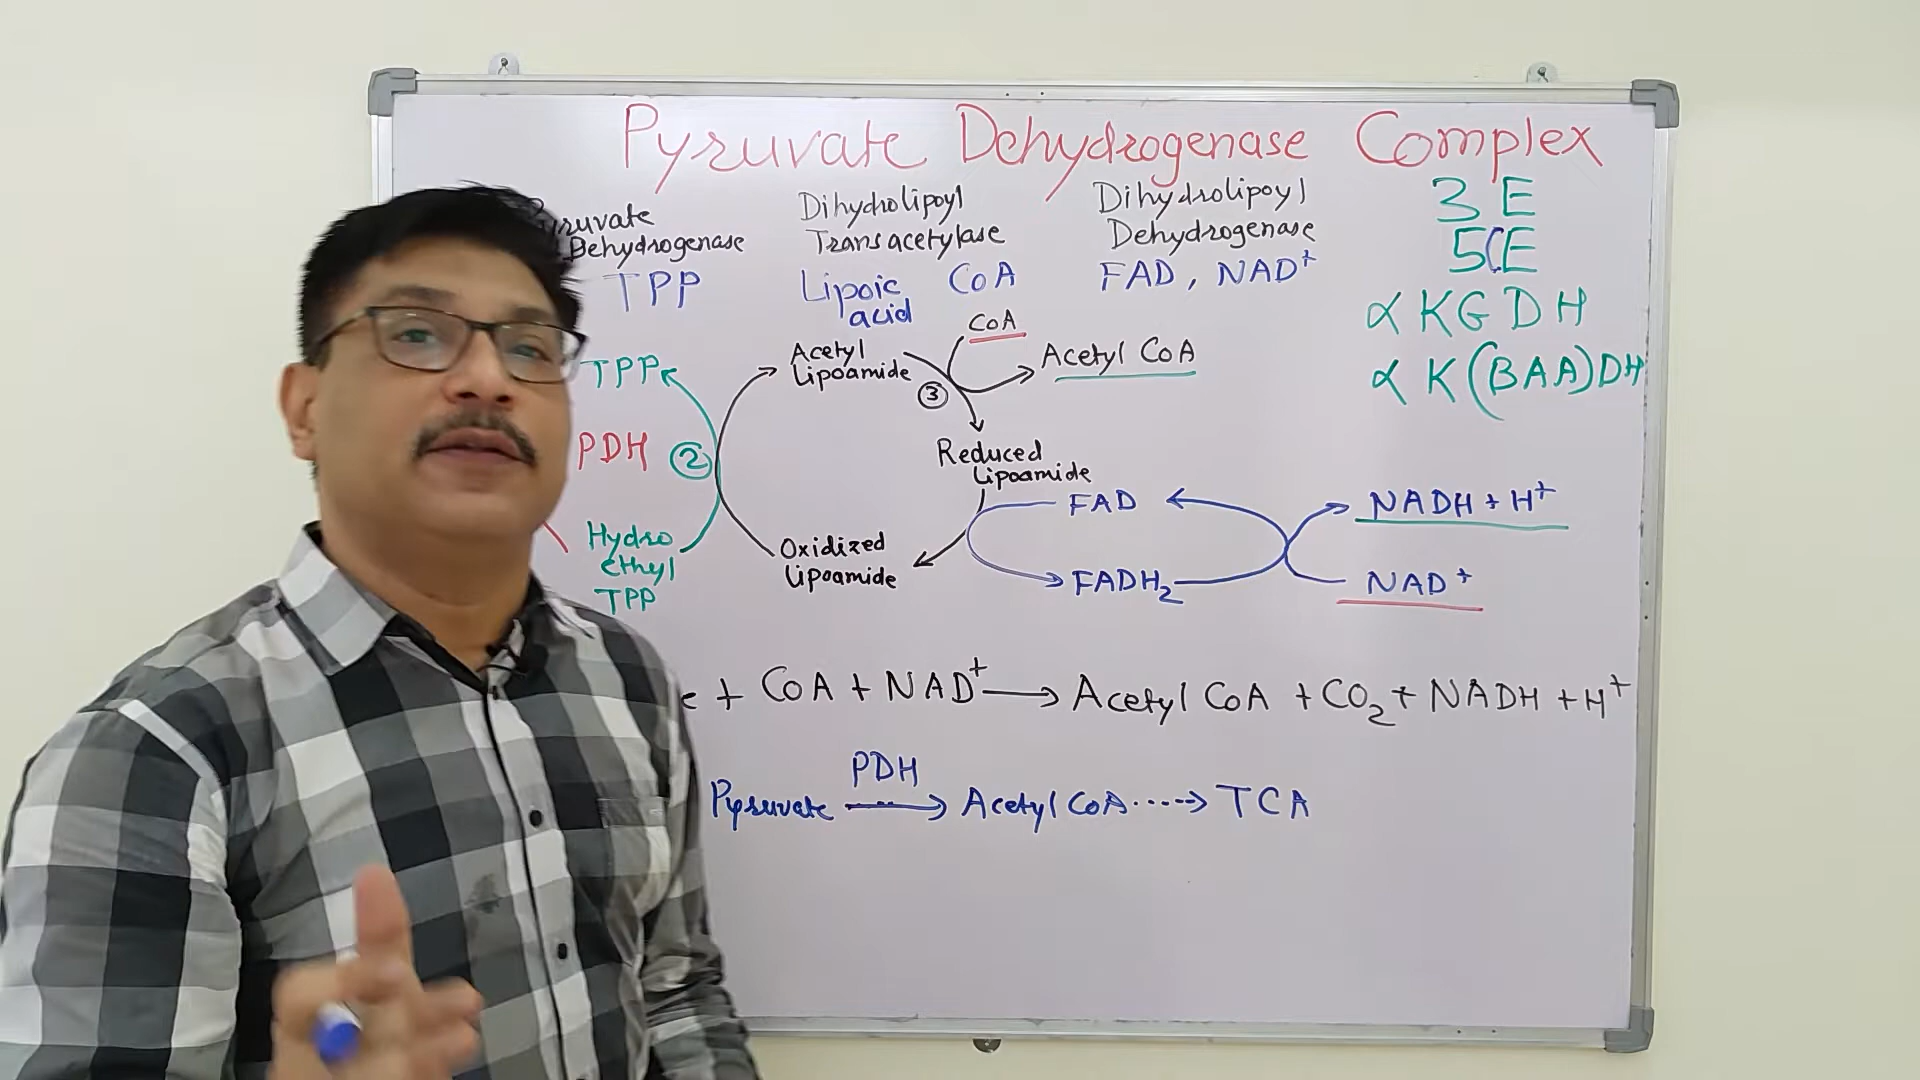 Pyruvate Dehydrogenase Complex
Pyruvate
Dehydrogenase
TPP
Dihydrolipoyl
Transacetylase
Lipoic CoA
acid
Dihydrolipoyl
Dehydrogenase
FAD, NAD+
3 E
5CE
α KGDH
α K(BAA)DH
TPP
PDH ②
Hydro
ethyl
TPP
Acetyl
Lipoamide
CoA
Acetyl CoA
③
Reduced
Lipoamide
Oxidized
Lipoamide
FAD
FADH2
NADH + H+
NAD+
e + CoA + NAD+ → Acetyl CoA + CO2 + NADH + H+
PDH
Pyruvate → Acetyl CoA ····→ TCA